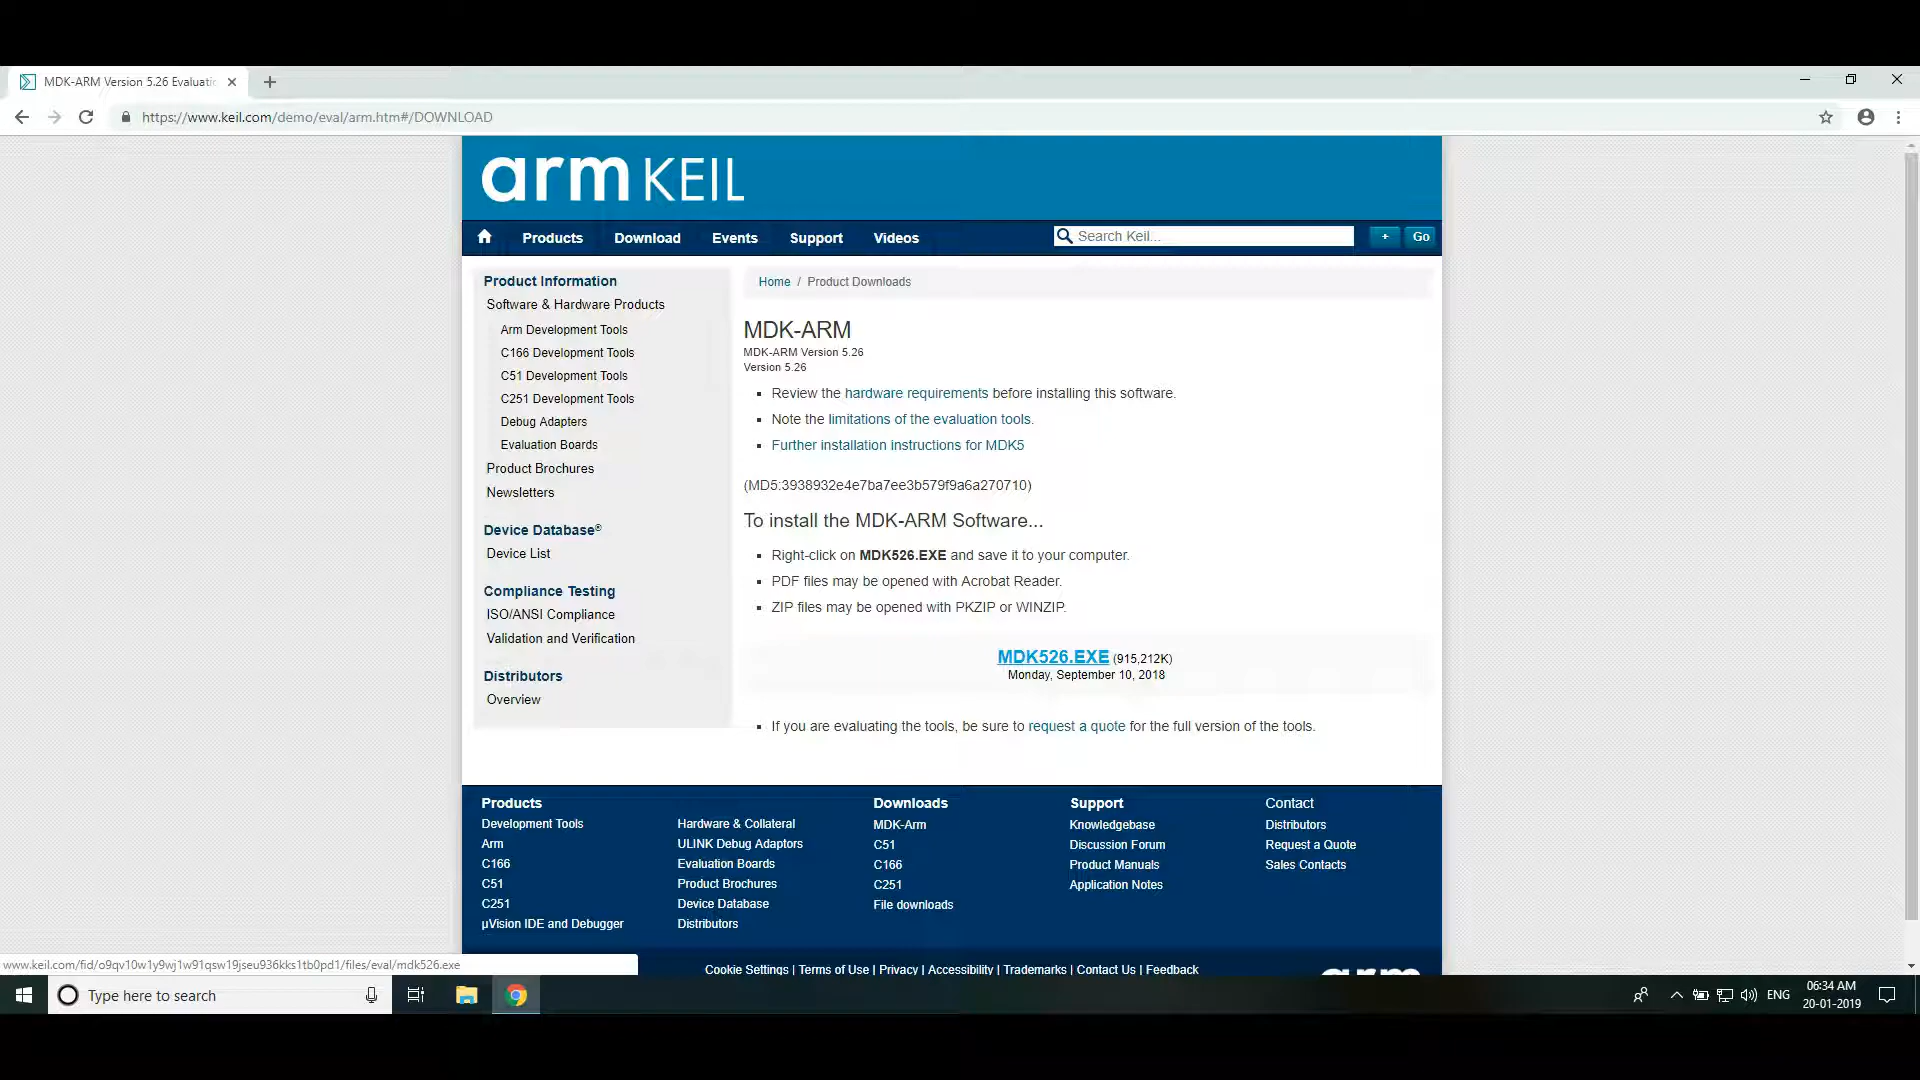 MDK-ARM Version 5.26 Evaluatic
https://www.keil.com/demo/eval/arm.htm#/DOWNLOAD
arm KEIL
Products Download Events Support Videos
Search Keil...
+ Go
Product Information
Software & Hardware Products
Arm Development Tools
C166 Development Tools
C51 Development Tools
C251 Development Tools
Debug Adapters
Evaluation Boards
Product Brochures
Newsletters
Device Database®
Device List
Compliance Testing
ISO/ANSI Compliance
Validation and Verification
Distributors
Overview
Home / Product Downloads
MDK-ARM
MDK-ARM Version 5.26
Version 5.26
Review the hardware requirements before installing this software.
Note the limitations of the evaluation tools.
Further installation instructions for MDK5
(MD5:3938932e4e7ba7ee3b579f9a6a270710)
To install the MDK-ARM Software...
Right-click on MDK526.EXE and save it to your computer.
PDF files may be opened with Acrobat Reader.
ZIP files may be opened with PKZIP or WINZIP.
MDK526.EXE (915,212K)
Monday, September 10, 2018
If you are evaluating the tools, be sure to request a quote for the full version of the tools.
Products
Development Tools
Arm
C166
C51
C251
µVision IDE and Debugger
Hardware & Collateral
ULINK Debug Adaptors
Evaluation Boards
Product Brochures
Device Database
Distributors
Downloads
MDK-Arm
C51
C166
C251
File downloads
Support
Knowledgebase
Discussion Forum
Product Manuals
Application Notes
Contact
Distributors
Request a Quote
Sales Contacts
www.keil.com/fid/o9qv10w1y9wj1w91qsw19jseu936kks1tb0pd1/files/eval/mdk526.exe
Cookie Settings | Terms of Use | Privacy | Accessibility | Trademarks | Contact Us | Feedback
arm
Type here to search
ENG
06:34 AM
20-01-2019